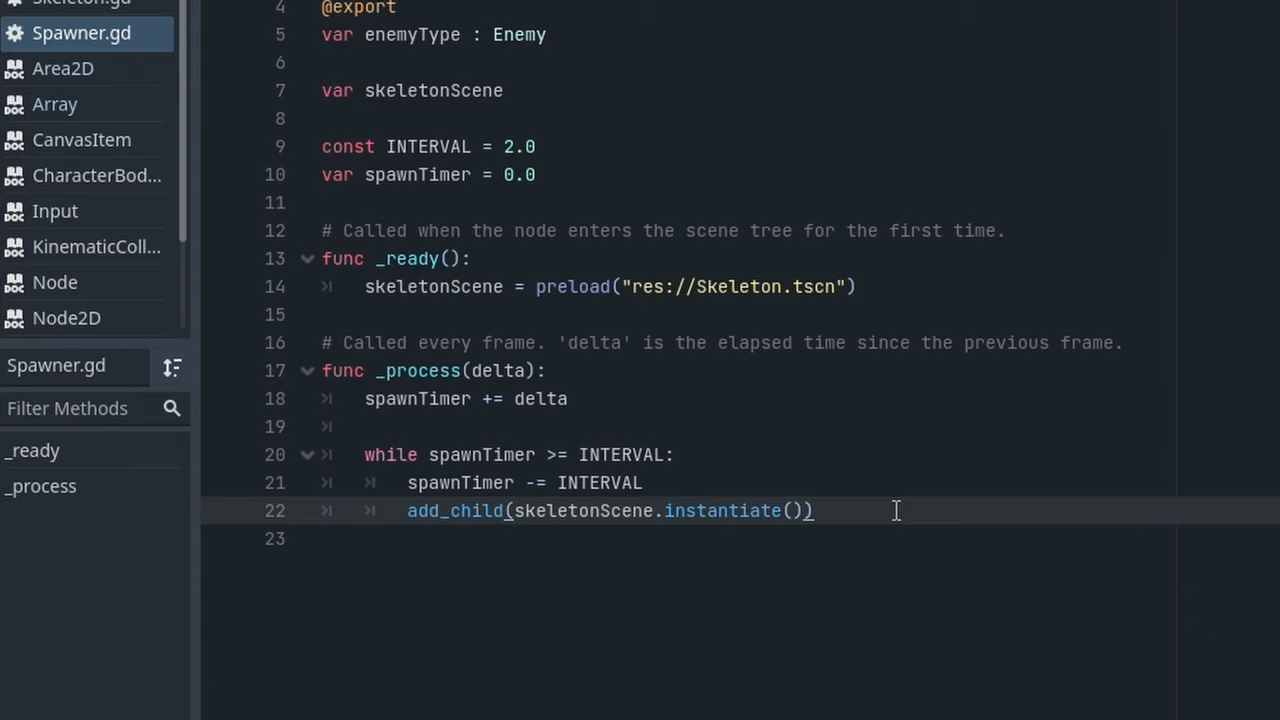 Skeleton.gd
Spawner.gd
Area2D
Array
CanvasItem
CharacterBod...
Input
KinematicColl...
Node
Node2D
Spawner.gd
Filter Methods
_ready
_process
4 @export
5 var enemyType : Enemy
6
7 var skeletonScene
8
9 const INTERVAL = 2.0
10 var spawnTimer = 0.0
11
12 # Called when the node enters the scene tree for the first time.
13 func _ready():
14 skeletonScene = preload("res://Skeleton.tscn")
15
16 # Called every frame. 'delta' is the elapsed time since the previous frame.
17 func _process(delta):
18 spawnTimer += delta
19
20 while spawnTimer >= INTERVAL:
21 spawnTimer -= INTERVAL
22 add_child(skeletonScene.instantiate())
23